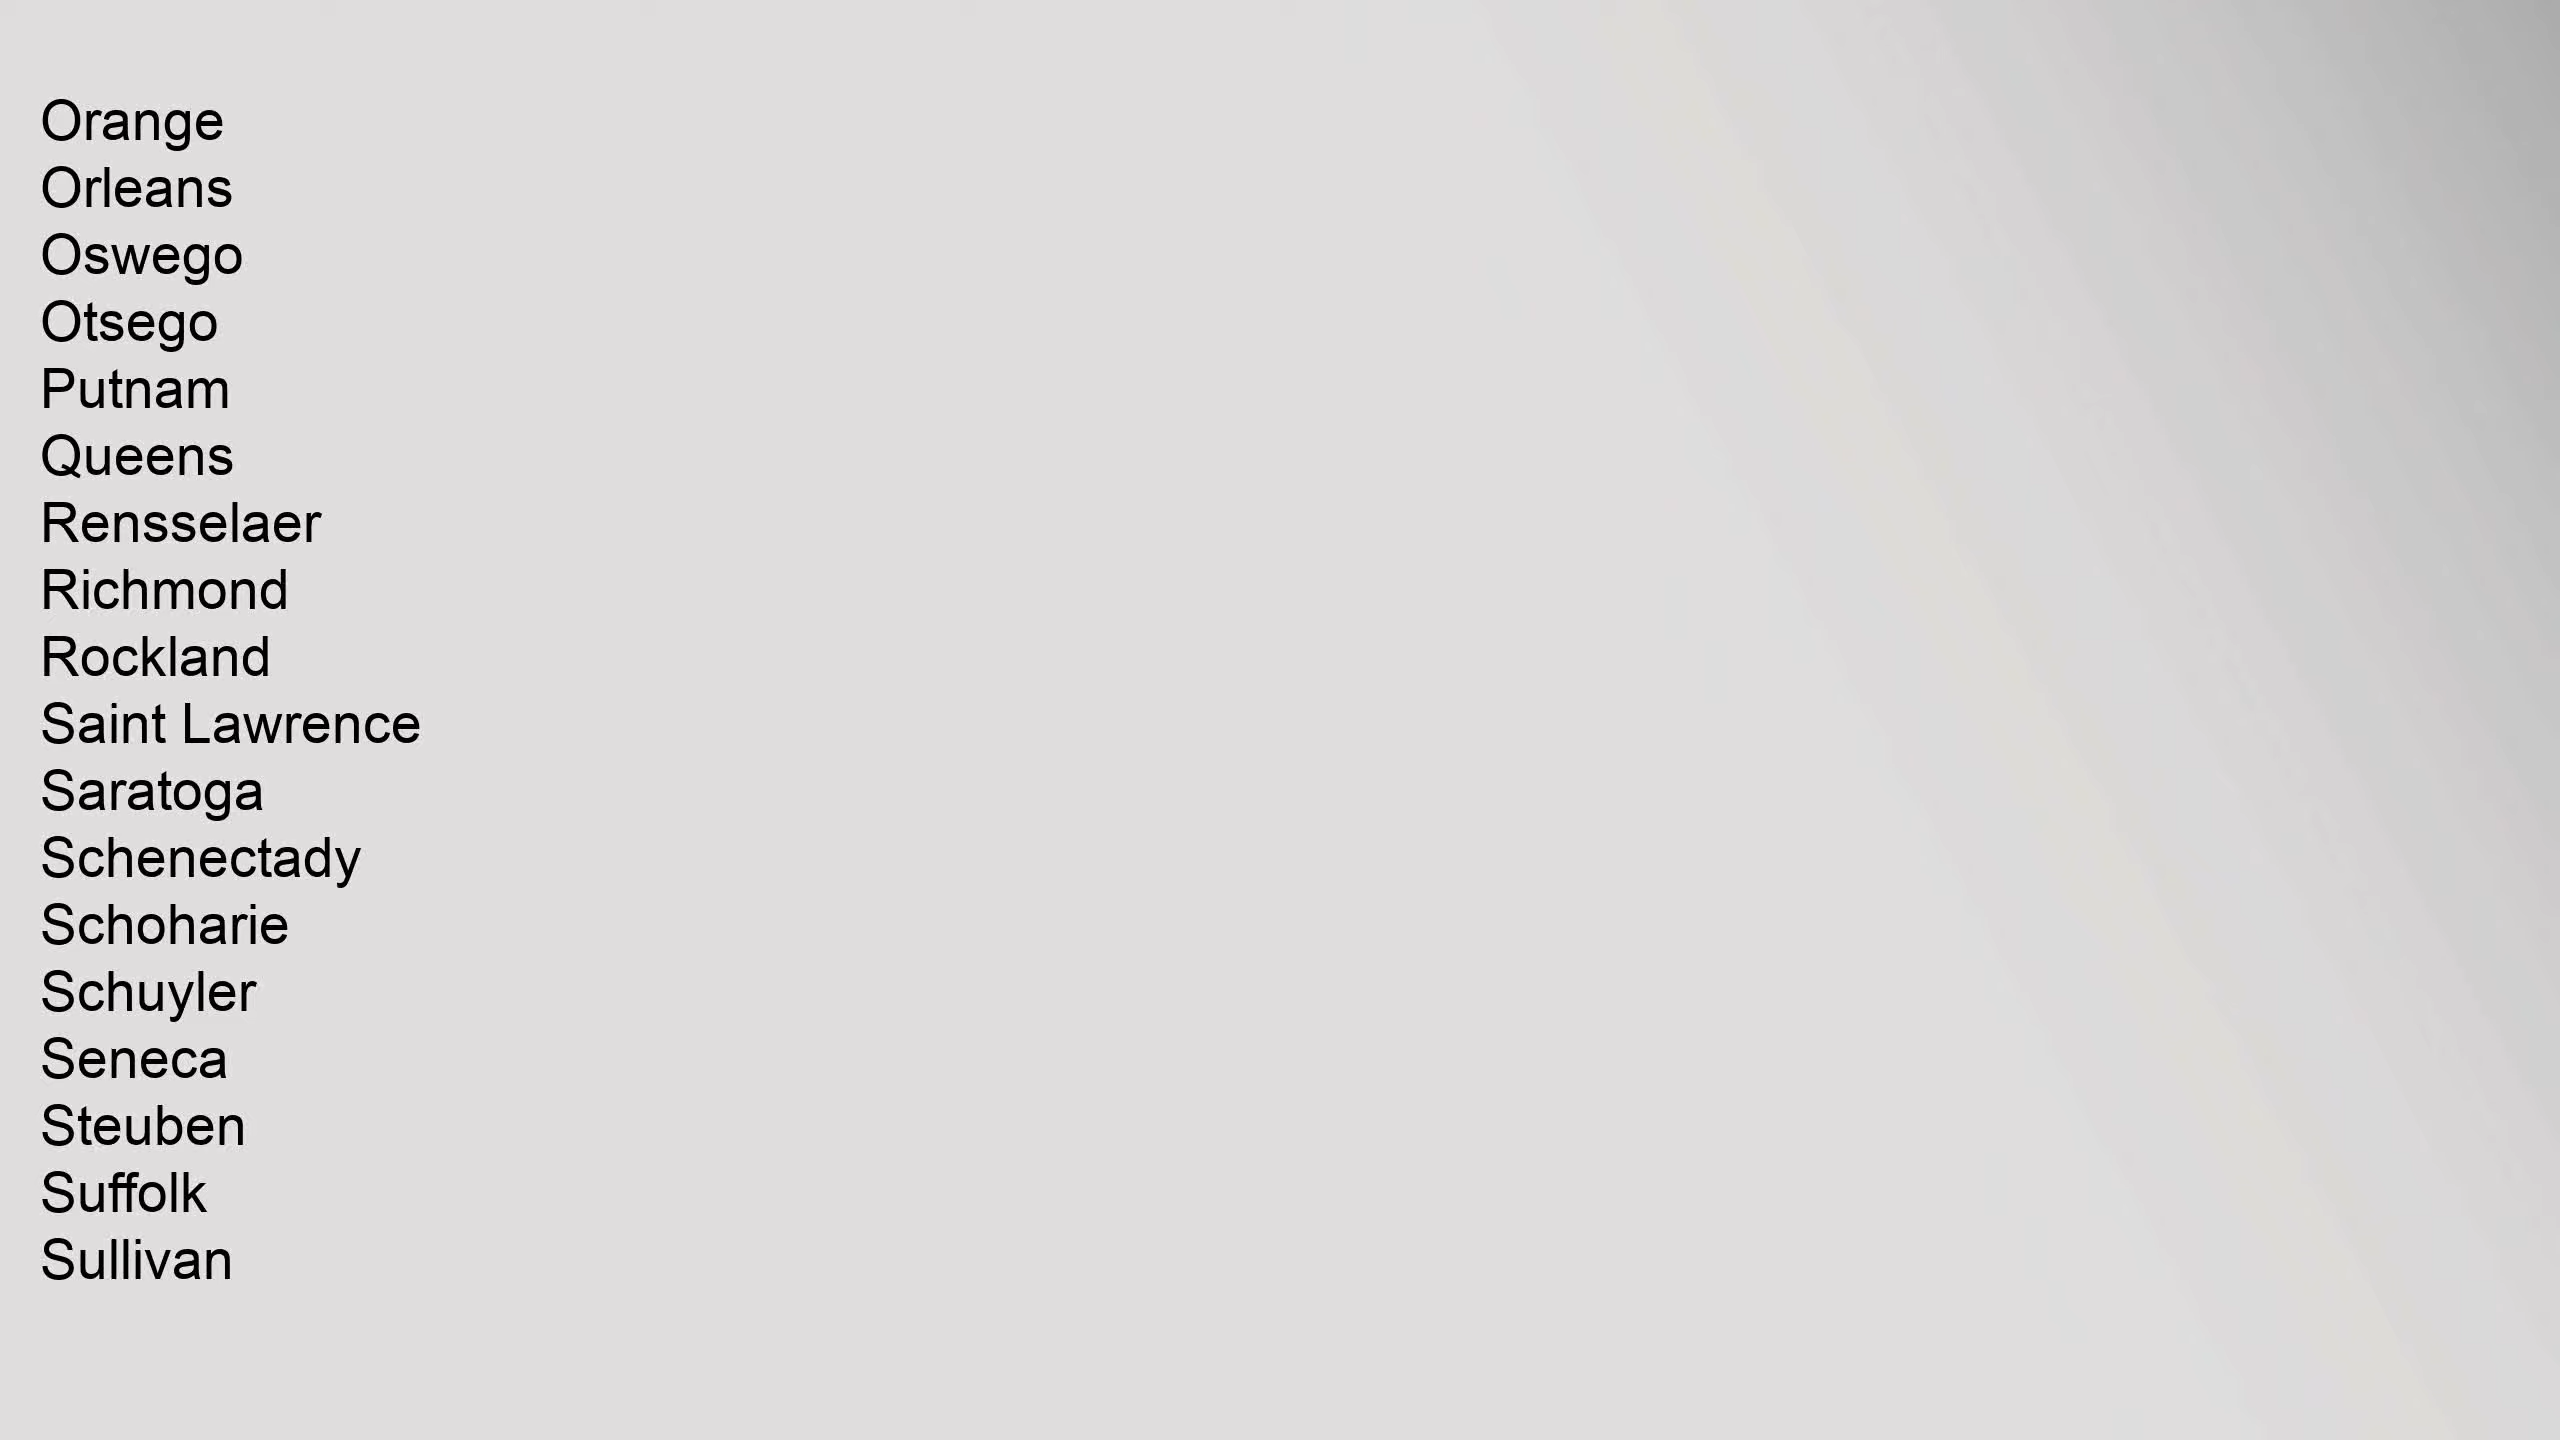 Orange
Orleans
Oswego
Otsego
Putnam
Queens
Rensselaer
Richmond
Rockland
Saint Lawrence
Saratoga
Schenectady
Schoharie
Schuyler
Seneca
Steuben
Suffolk
Sullivan